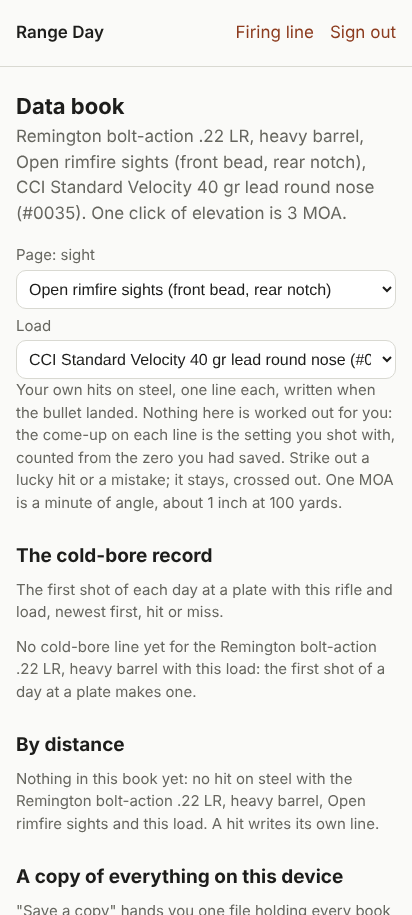 Range Day
Firing line
Sign out
Data book
Remington bolt-action .22 LR, heavy barrel,
Open rimfire sights (front bead, rear notch),
CCI Standard Velocity 40 gr lead round nose
(#0035). One click of elevation is 3 MOA.
Page: sight
Open rimfire sights (front bead, rear notch)
Load
CCI Standard Velocity 40 gr lead round nose (#0
Your own hits on steel, one line each, written when
the bullet landed. Nothing here is worked out for you:
the come-up on each line is the setting you shot with,
counted from the zero you had saved. Strike out a
lucky hit or a mistake; it stays, crossed out. One MOA
is a minute of angle, about 1 inch at 100 yards.
The cold-bore record
The first shot of each day at a plate with this rifle and
load, newest first, hit or miss.
No cold-bore line yet for the Remington bolt-action
.22 LR, heavy barrel with this load: the first shot of a
day at a plate makes one.
By distance
Nothing in this book yet: no hit on steel with the
Remington bolt-action .22 LR, heavy barrel, Open
rimfire sights and this load. A hit writes its own line.
A copy of everything on this device
"Save a copy" hands you one file holding every book